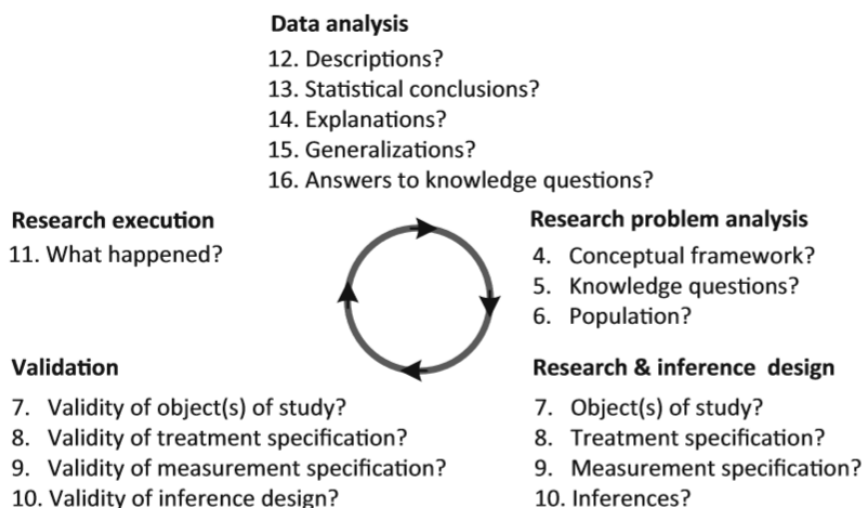 Data analysis
12. Descriptions?
13. Statistical conclusions?
14. Explanations?
15. Generalizations?
16. Answers to knowledge questions?
Research execution
11. What happened?
Research problem analysis
4. Conceptual framework?
5. Knowledge questions?
6. Population?
Validation
7. Validity of object(s) of study?
8. Validity of treatment specification?
9. Validity of measurement specification?
10. Validity of inference design?
Research & inference design
7. Object(s) of study?
8. Treatment specification?
9. Measurement specification?
10. Inferences?